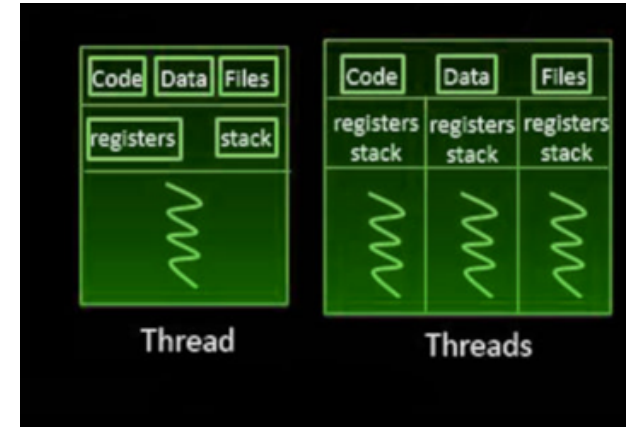 Code Data Files
registers stack
Thread
Code Data Files
registers registers registers
stack stack stack
Threads